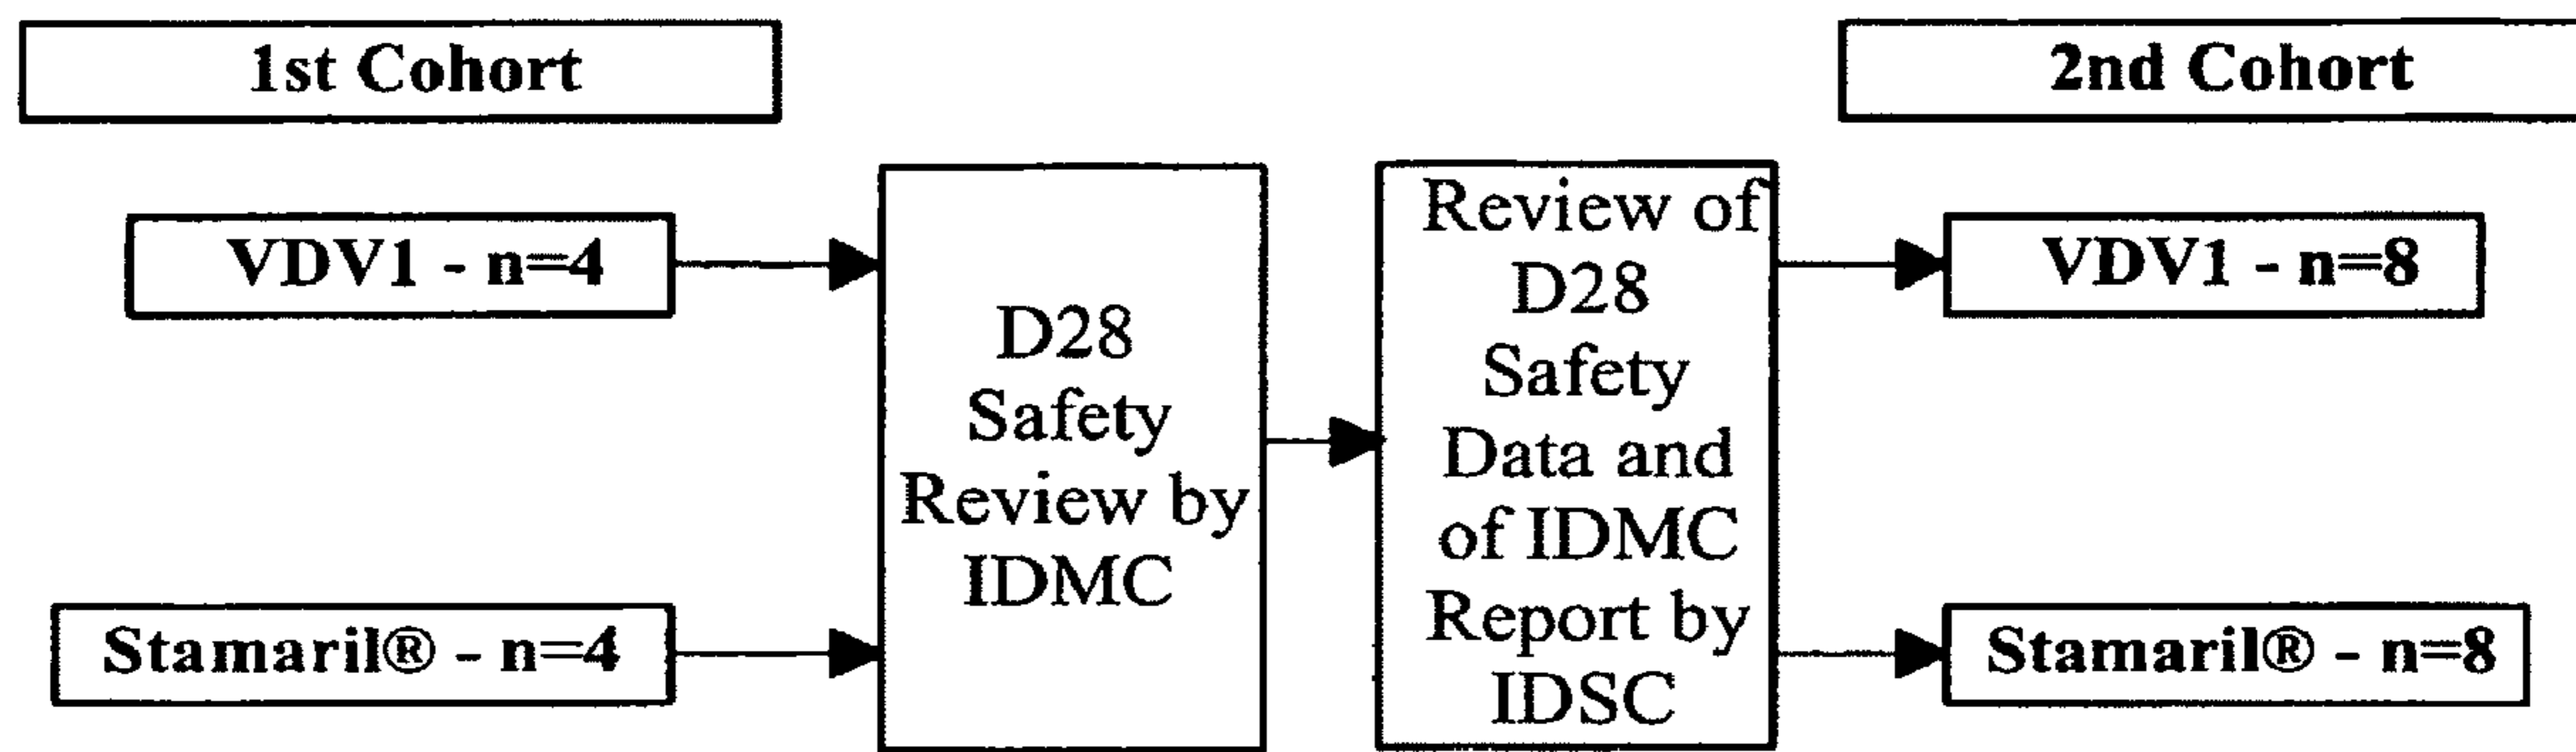 1st Cohort
2nd Cohort
VDV1 - n=4
Stamaril® - n=4
D28
Safety
Review by
IDMC
Review of
D28
Safety
Data and
of IDMC
Report by
IDSC
VDV1 - n=8
Stamaril® - n=8